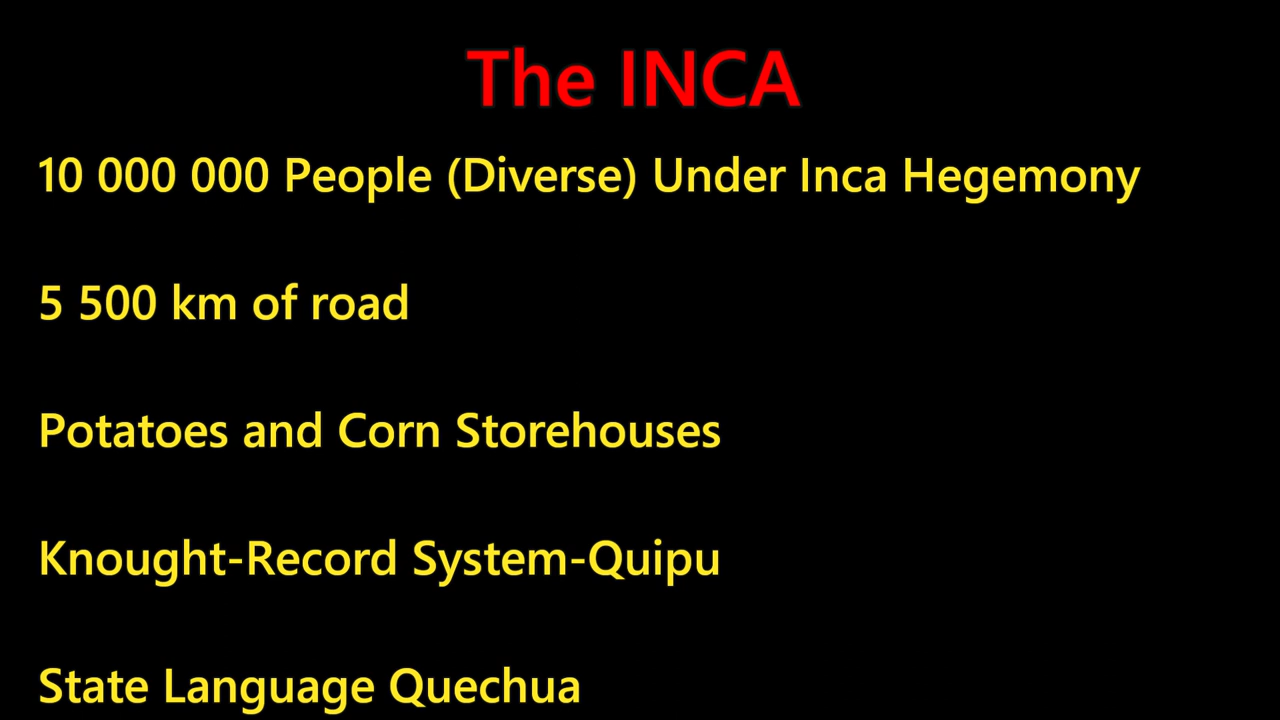 The INCA
10 000 000 People (Diverse) Under Inca Hegemony
5 500 km of road
Potatoes and Corn Storehouses
Knought-Record System-Quipu
State Language Quechua